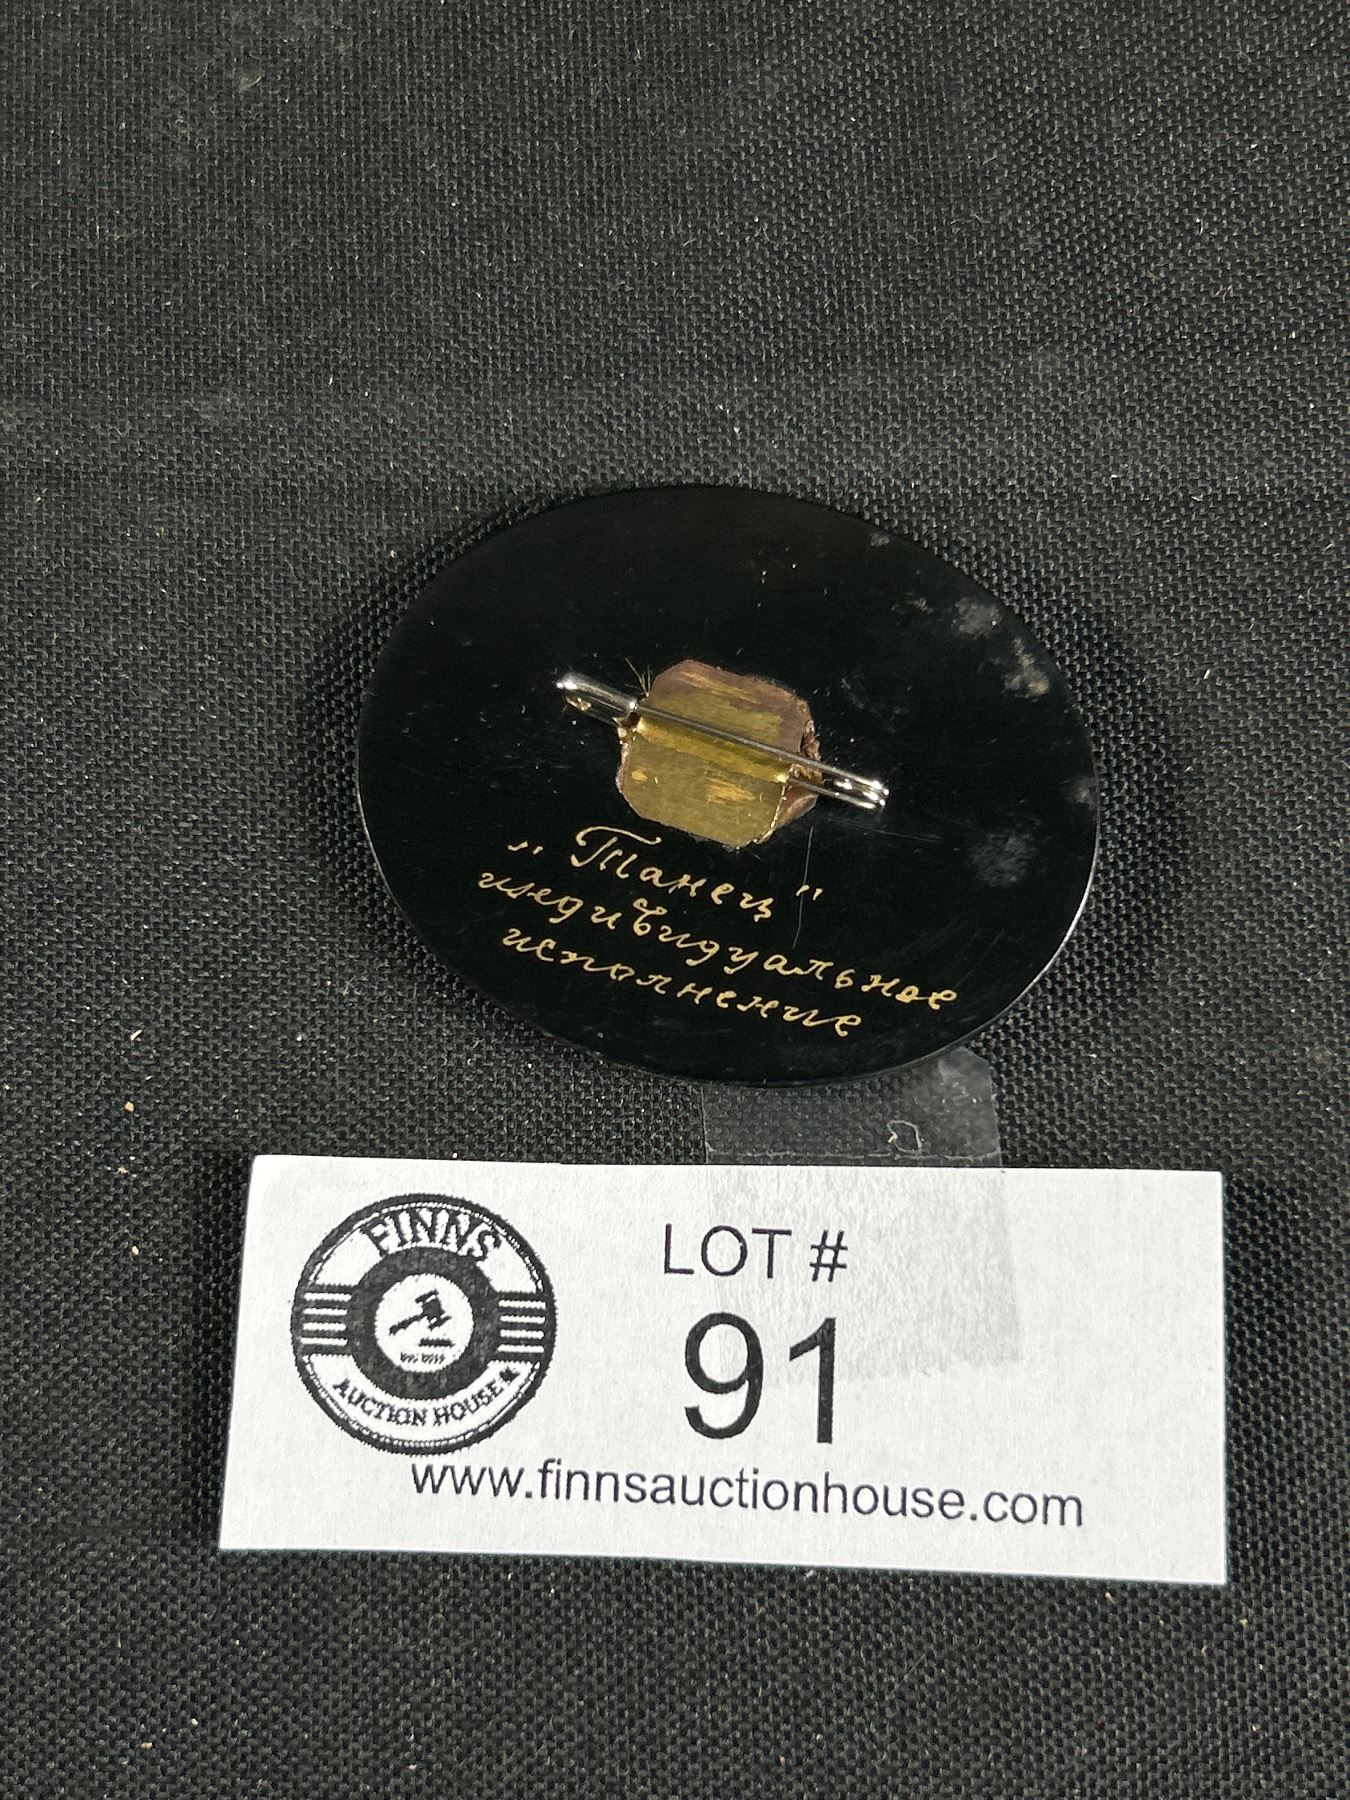 „Танец"
индивидуальное
исполнение
FINNS
AUCTION HOUSE
LOT #
91
www.finnsauctionhouse.com